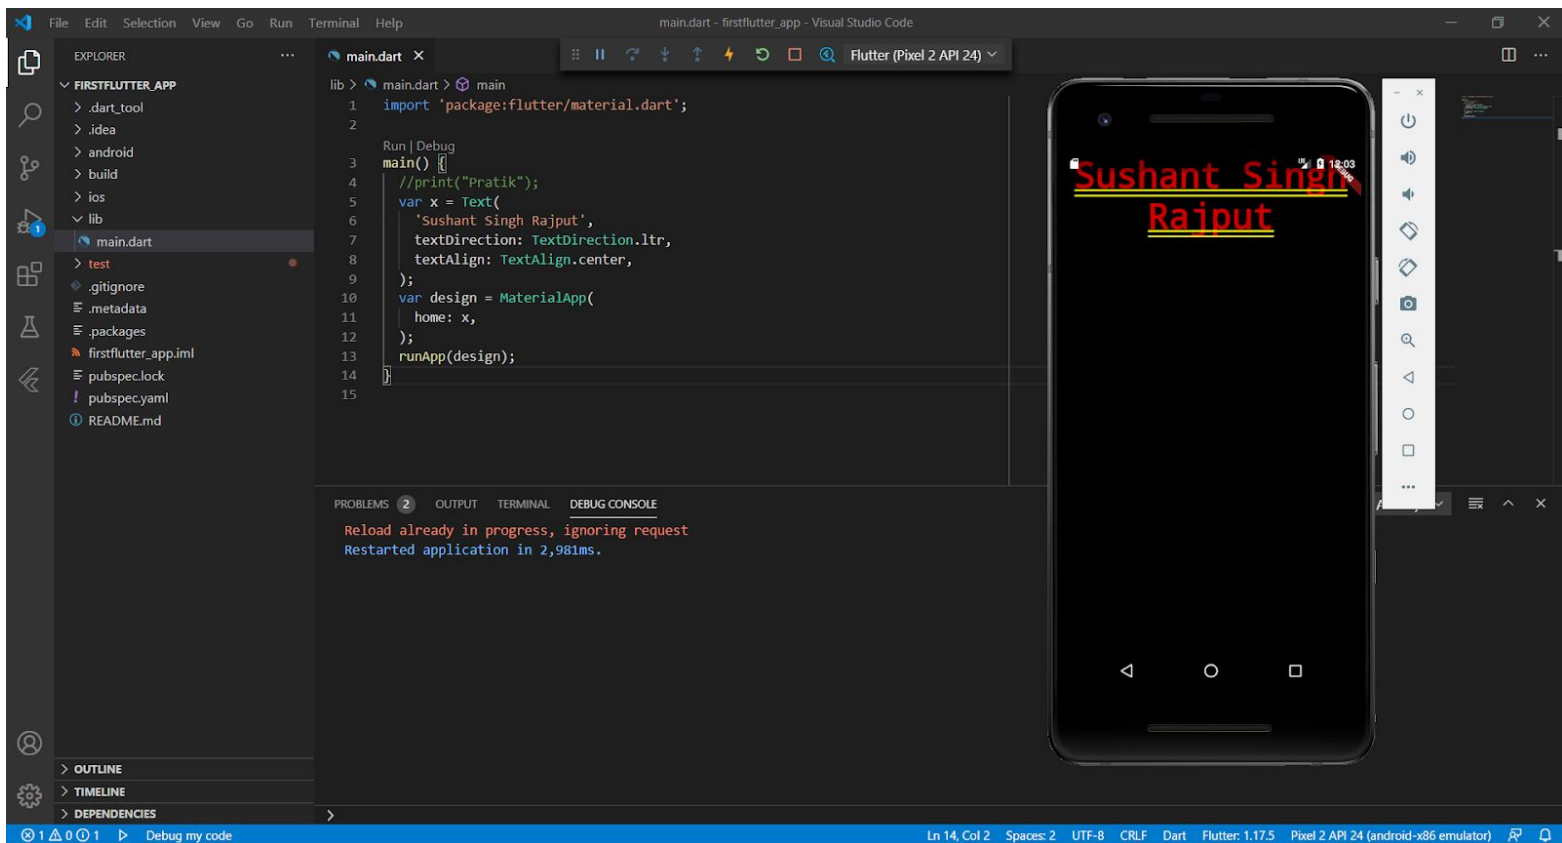 File Edit Selection View Go Run Terminal Help
main.dart - firstflutter_app - Visual Studio Code
EXPLORER
main.dart
Flutter (Pixel 2 API 24)
FIRSTFLUTTER_APP
.dart_tool
.idea
android
build
ios
lib
main.dart
test
.gitignore
.metadata
.packages
firstflutter_app.iml
pubspec.lock
pubspec.yaml
README.md
lib > main.dart > main
1 import 'package:flutter/material.dart';
2
Run | Debug
3 main() {
4 //print("Pratik");
5 var x = Text(
6 'Sushant Singh Rajput',
7 textDirection: TextDirection.ltr,
8 textAlign: TextAlign.center,
9 );
10 var design = MaterialApp(
11 home: x,
12 );
13 runApp(design);
14 }
15
PROBLEMS 2 OUTPUT TERMINAL DEBUG CONSOLE
Reload already in progress, ignoring request
Restarted application in 2,981ms.
12:03
DEBUG
Sushant Singh
Rajput
1
OUTLINE
TIMELINE
DEPENDENCIES
1 0 1 Debug my code
Ln 14, Col 2 Spaces: 2 UTF-8 CRLF Dart Flutter: 1.17.5 Pixel 2 API 24 (android-x86 emulator)